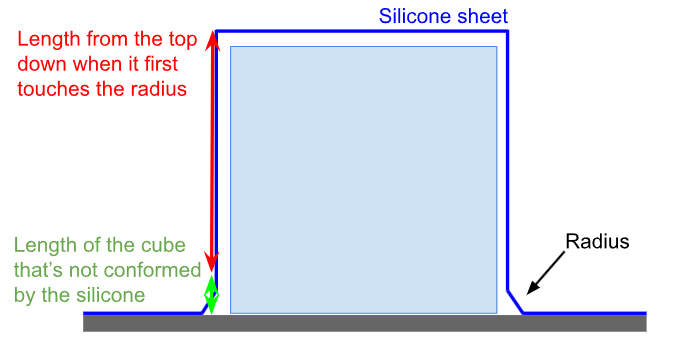 Silicone sheet
Length from the top
down when it first
touches the radius
Length of the cube
that's not conformed
by the silicone
Radius